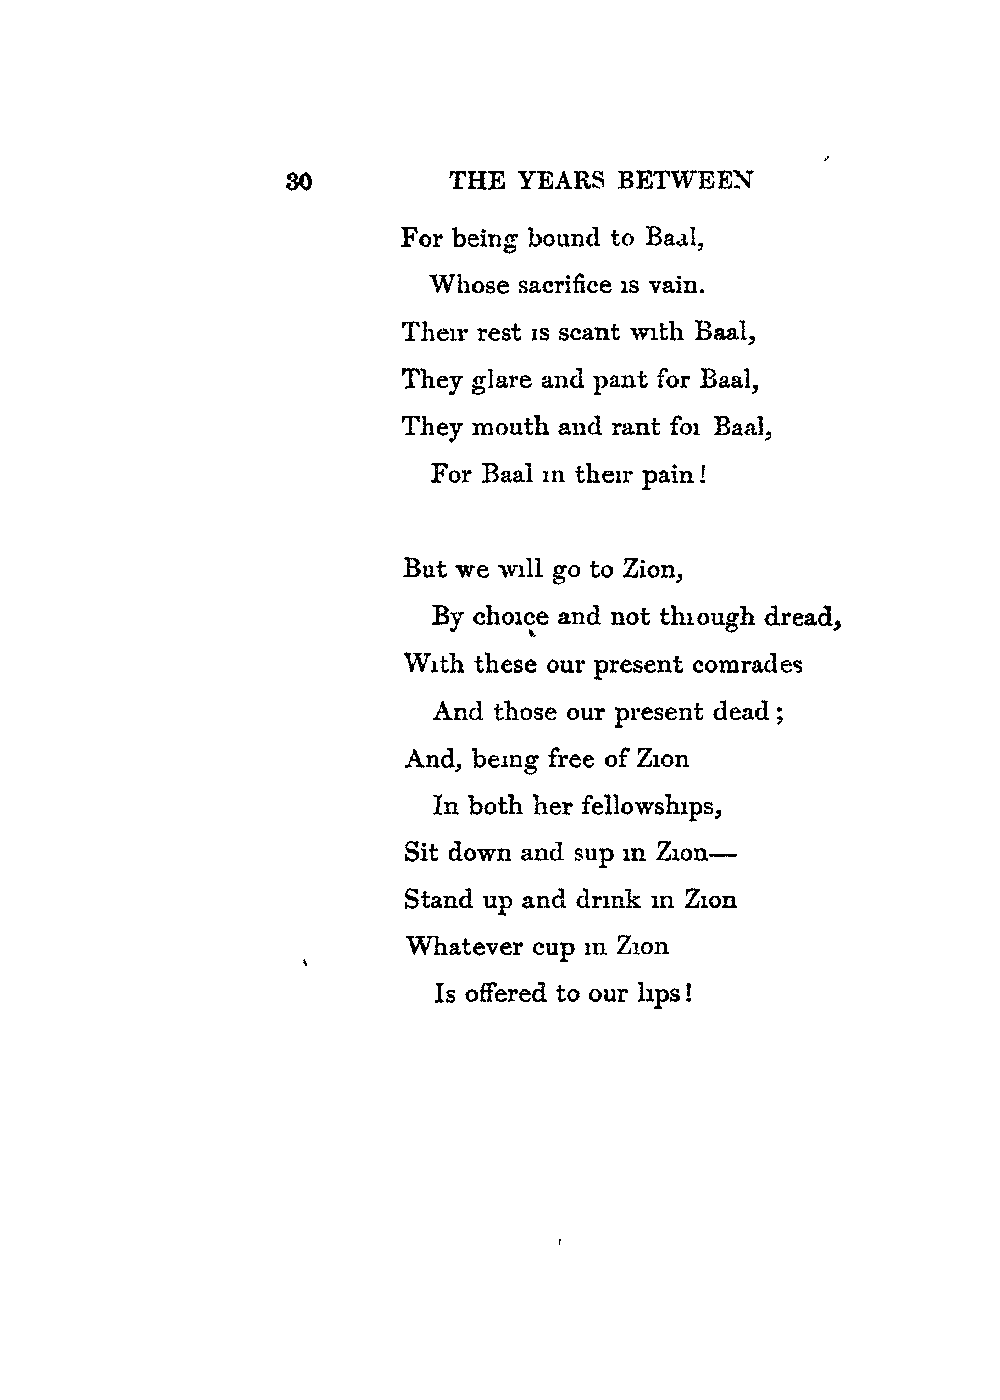 30 THE YEARS BETWEEN
For being bound to Baal,
Whose sacrifice is vain.
Their rest is scant with Baal,
They glare and pant for Baal,
They mouth and rant for Baal,
For Baal in their pain!
But we will go to Zion,
By choice and not through dread,
With these our present comrades
And those our present dead;
And, being free of Zion
In both her fellowships,
Sit down and sup in Zion—
Stand up and drink in Zion
Whatever cup in Zion
Is offered to our lips!